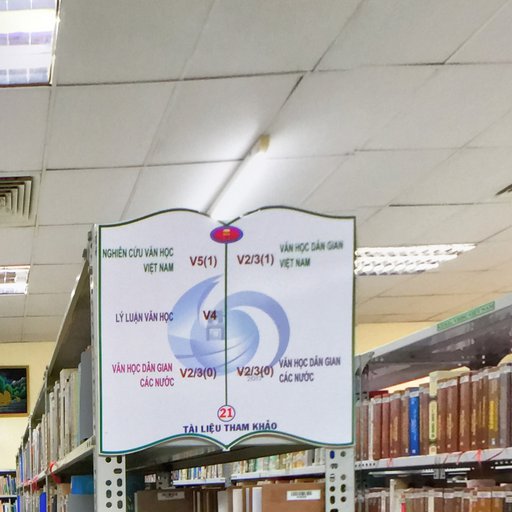 NGHIÊN CỨU VĂN HỌC
VIỆT NAM
V5(1)
LÝ LUẬN VĂN HỌC
V4
VĂN HỌC DÂN GIAN
CÁC NƯỚC
V2/3(0)
V2/3(1)
VĂN HỌC DÂN GIAN
VIỆT NAM
V2/3(0)
VĂN HỌC DÂN GIAN
CÁC NƯỚC
21
TÀI LIỆU THAM KHẢO